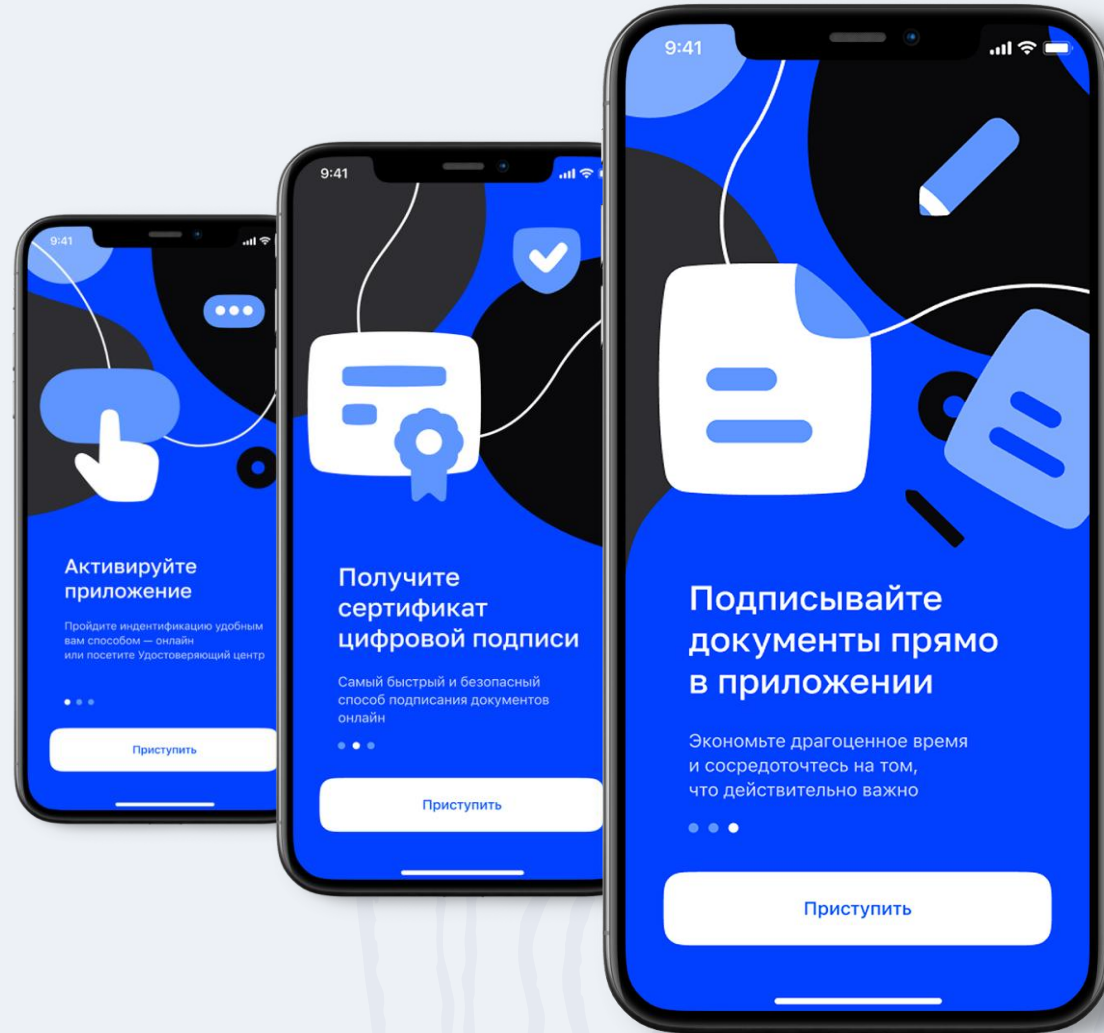 9:41
Активируйте
приложение
Пройдите индентификацию удобным
вам способом — онлайн
или посетите Удостоверяющий центр
Приступить
9:41
Получите
сертификат
цифровой подписи
Самый быстрый и безопасный
способ подписания документов
онлайн
Приступить
9:41
Подписывайте
документы прямо
в приложении
Экономьте драгоценное время
и сосредоточтесь на том,
что действительно важно
Приступить